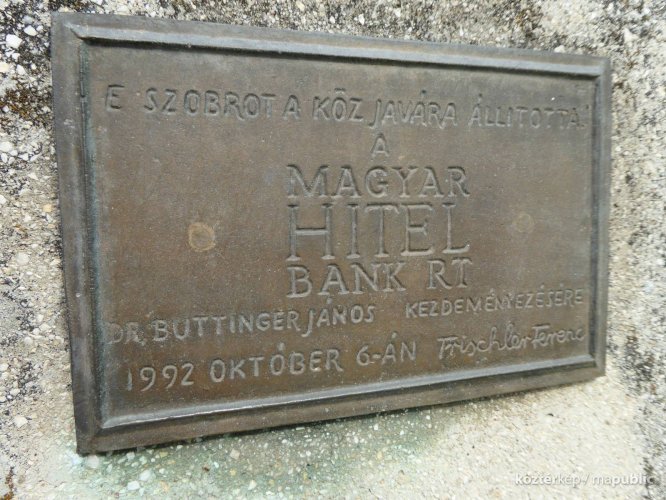 E SZOBROT A KÖZ JAVÁRA ÁLLITOTTA
A
MAGYAR
HITEL
BANK RT
DR. BUTTINGER JÁNOS KEZDEMÉNYEZÉSÉRE
1992 OKTÓBER 6-ÁN Trischler Ferenc
köztérkép / mapublic